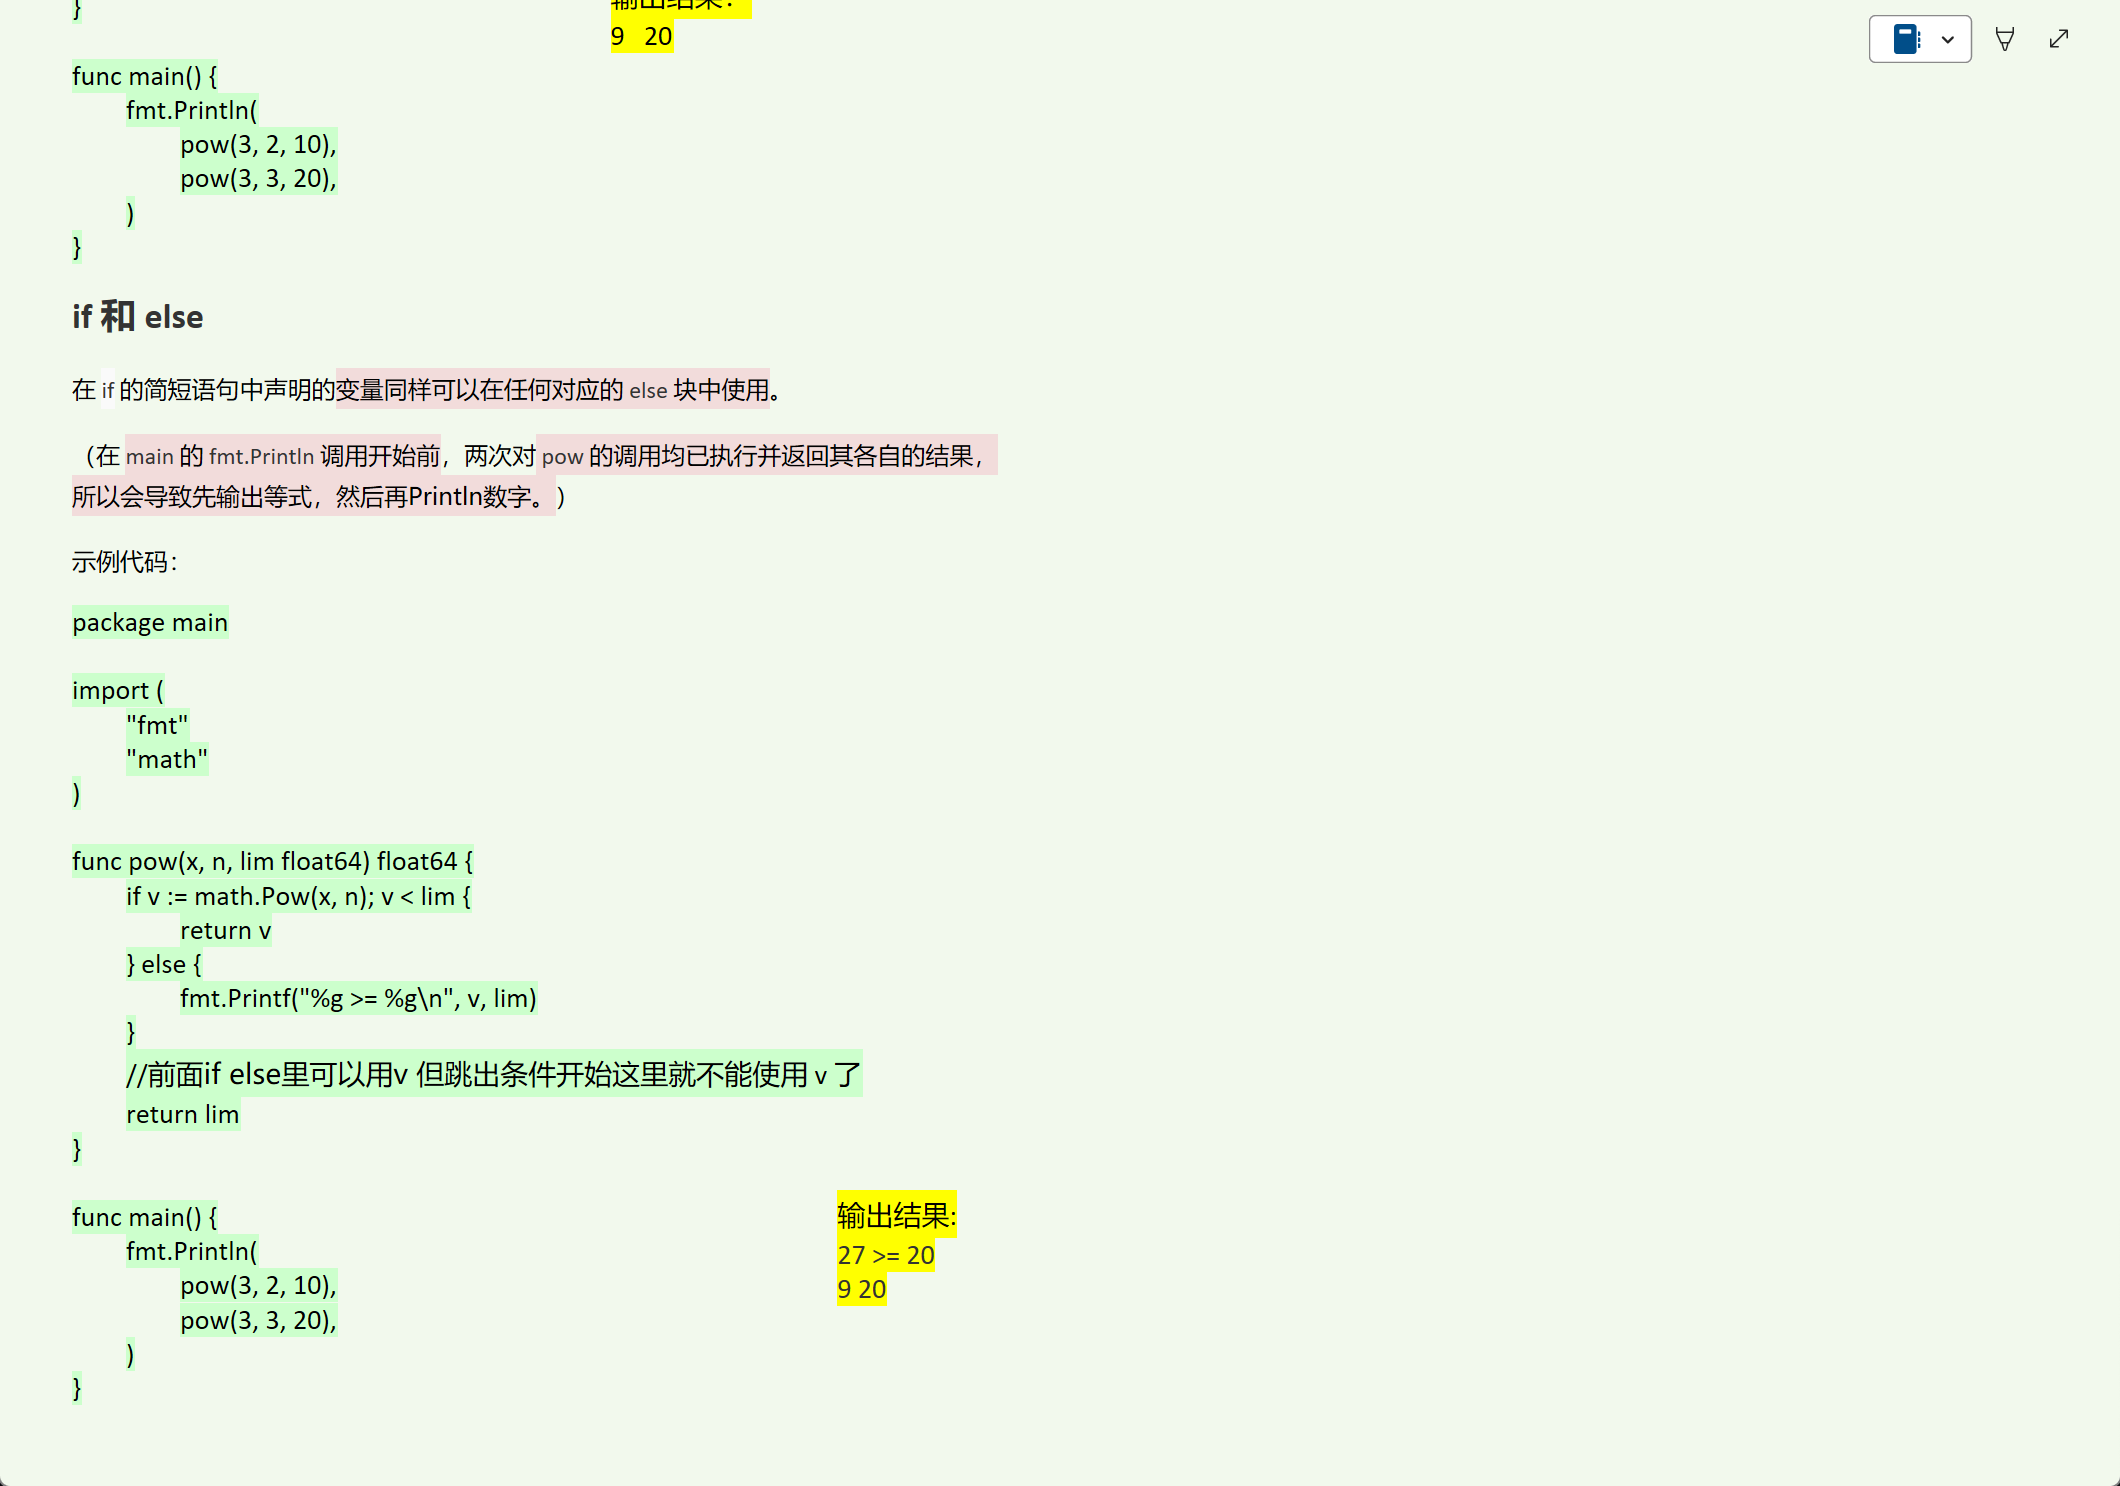 }
输出结果：
9   20
func main() {
fmt.Println(
pow(3, 2, 10),
pow(3, 3, 20),
)
}
if 和 else
在 if 的简短语句中声明的变量同样可以在任何对应的 else 块中使用。
（在 main 的 fmt.Println 调用开始前，两次对 pow 的调用均已执行并返回其各自的结果，
所以会导致先输出等式，然后再Println数字。）
示例代码：
package main
import (
"fmt"
"math"
)
func pow(x, n, lim float64) float64 {
if v := math.Pow(x, n); v < lim {
return v
} else {
fmt.Printf("%g >= %g\n", v, lim)
}
//前面if else里可以用v 但跳出条件开始这里就不能使用 v 了
return lim
}
func main() {
fmt.Println(
pow(3, 2, 10),
pow(3, 3, 20),
)
}
输出结果:
27 >= 20
9 20